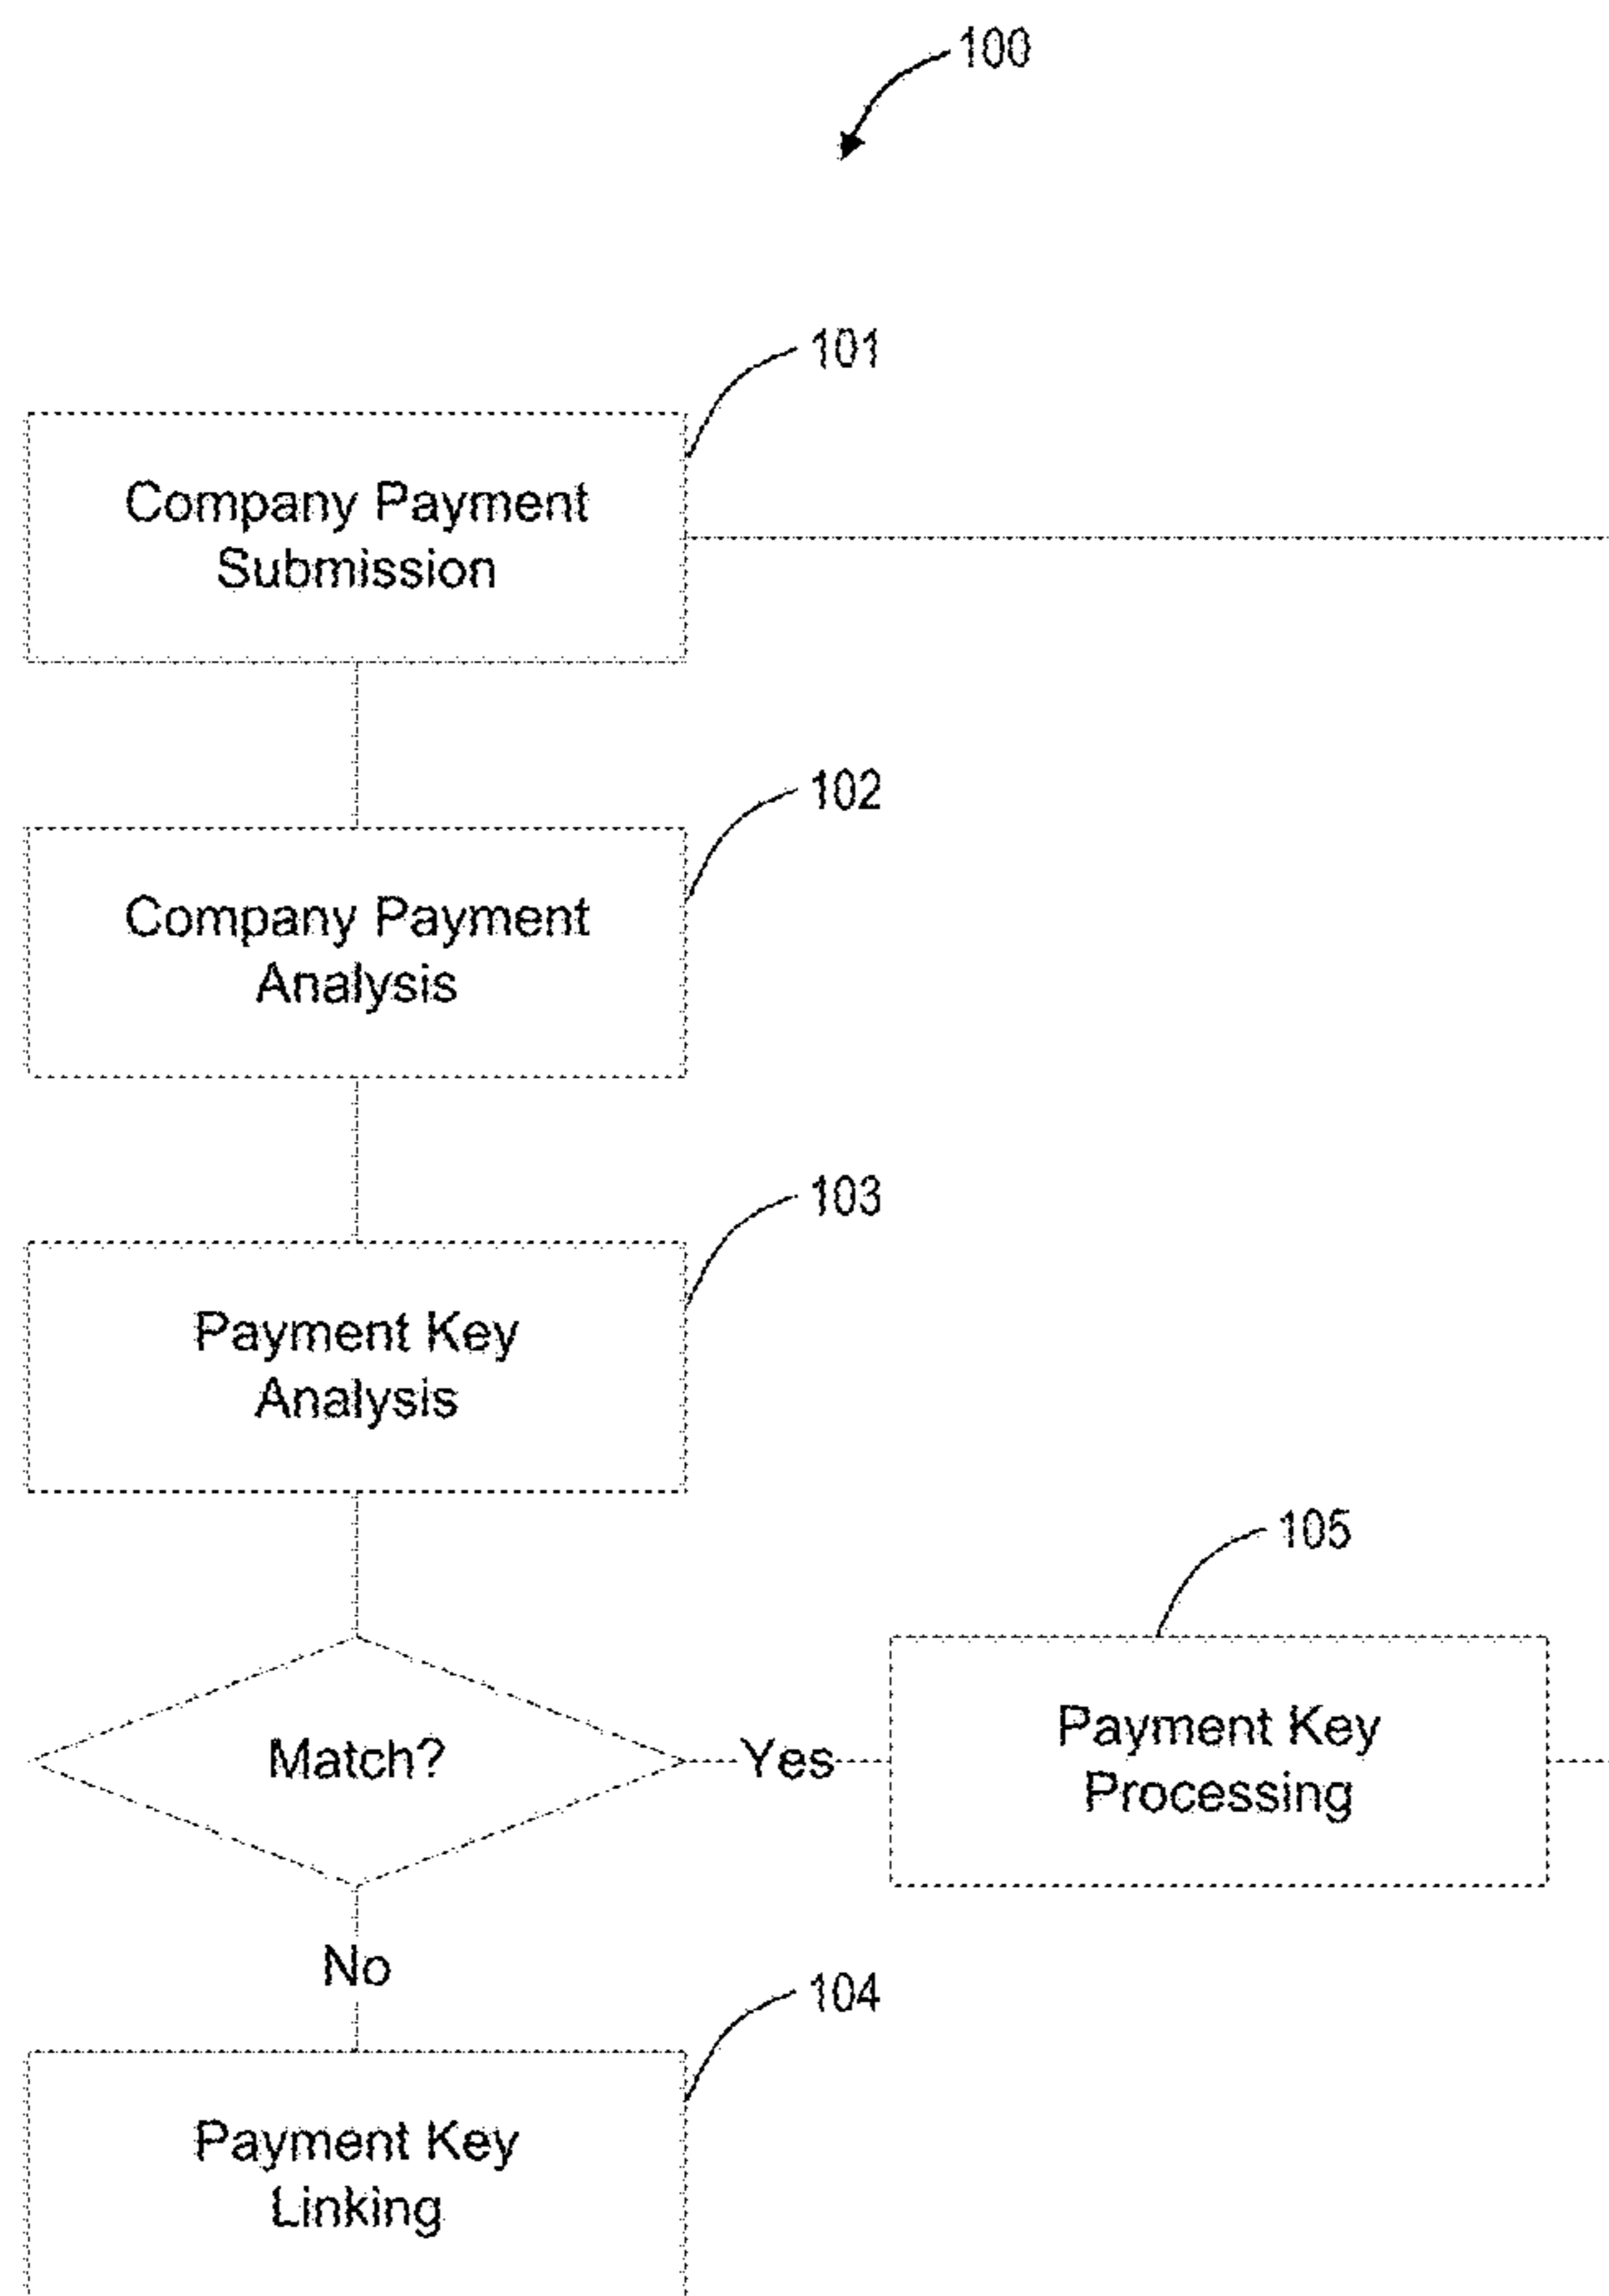 100
101
Company Payment
Submission
102
Company Payment
Analysis
103
Payment Key
Analysis
105
Match?
Yes
Payment Key
Processing
No
104
Payment Key
Linking